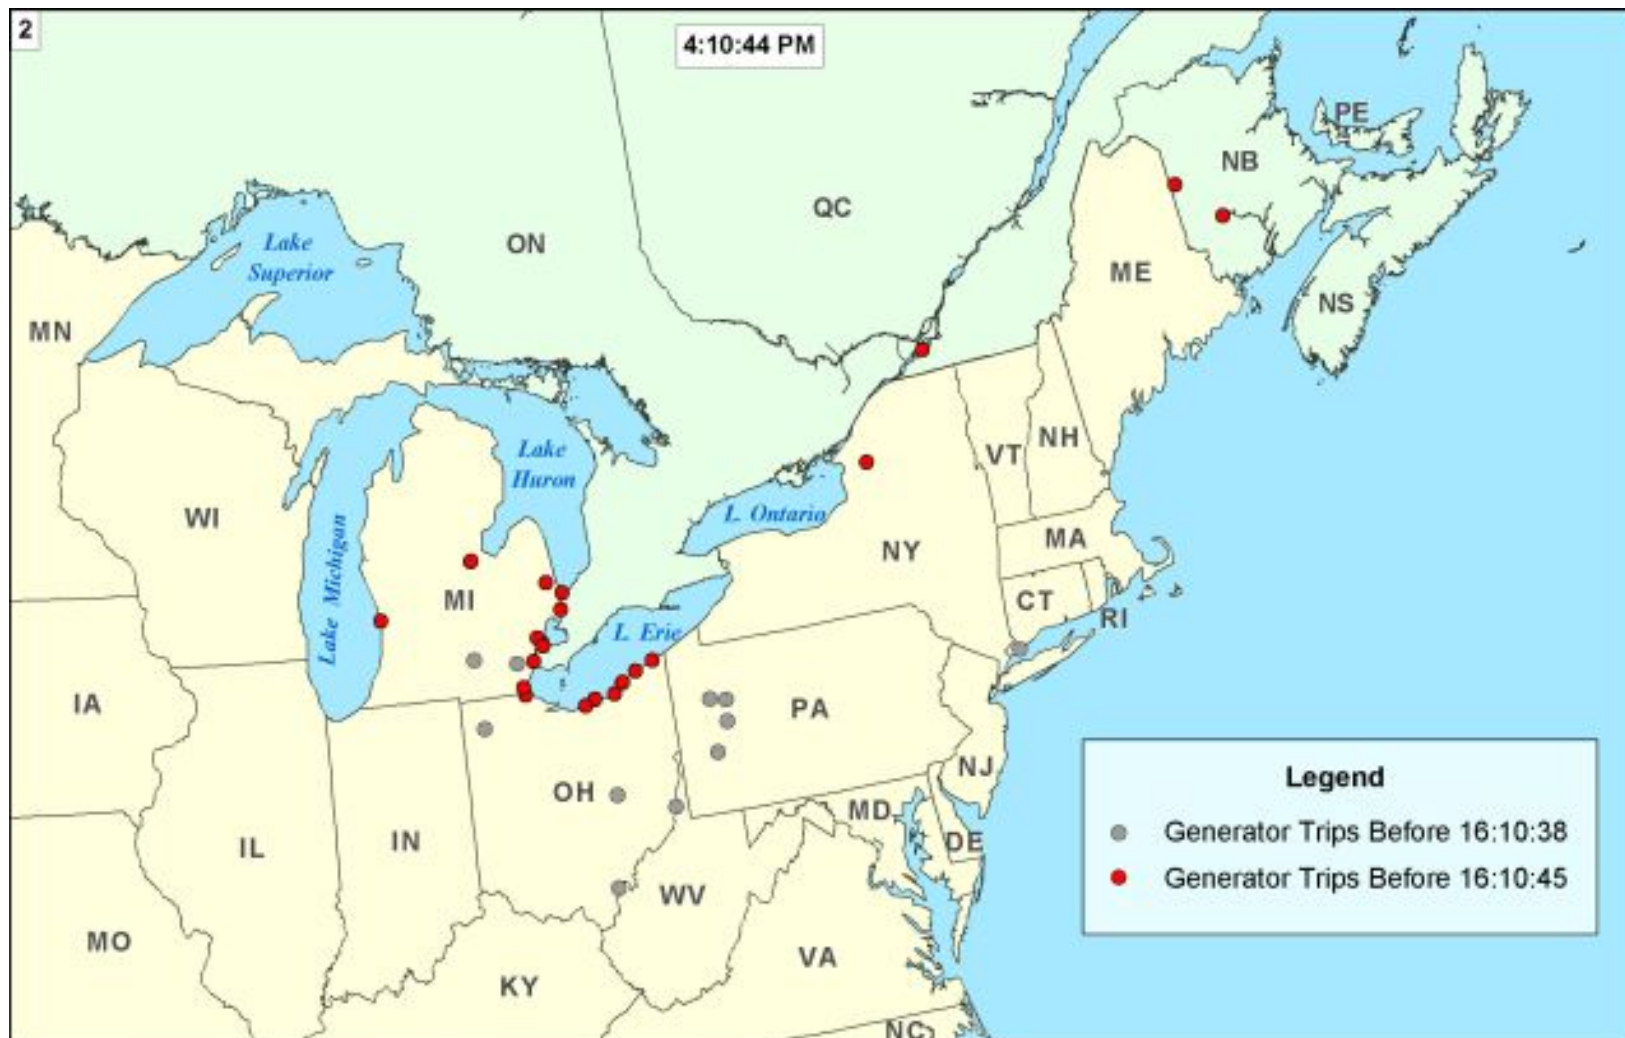 2
4:10:44 PM
PE
NB
QC
ON
Lake
Superior
ME
NS
MN
Lake
Huron
VT
NH
WI
L. Ontario
Lake Michigan
NY
MA
MI
CT
RI
L. Erie
IA
PA
NJ
OH
MD
DE
IL
IN
WV
MO
KY
VA
NC
Legend
Generator Trips Before 16:10:38
Generator Trips Before 16:10:45